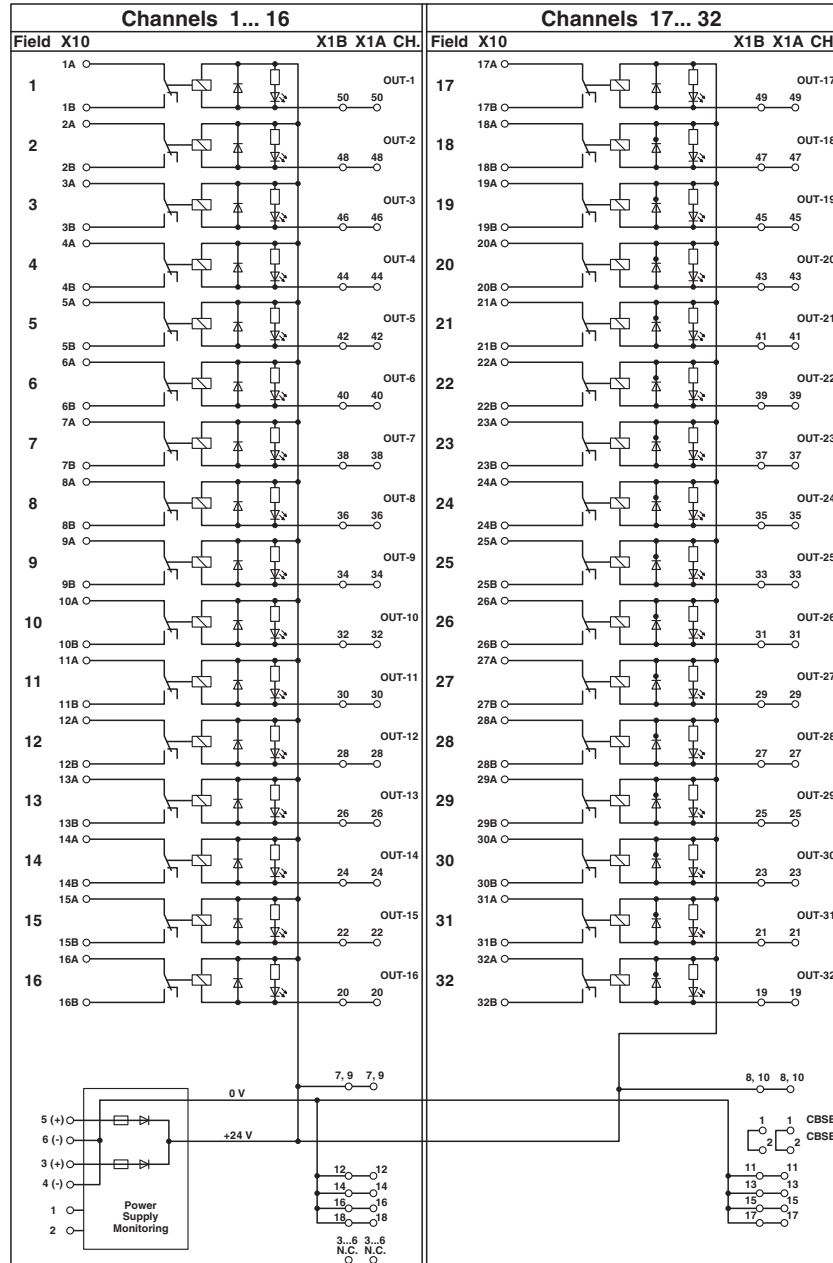 Channels 1... 16
Field X10 X1B X1A CH.
1A
1 OUT-1
1B 50 50
2A
2 OUT-2
2B 48 48
3A
3 OUT-3
3B 46 46
4A
4 OUT-4
4B 44 44
5A
5 OUT-5
5B 42 42
6A
6 OUT-6
6B 40 40
7A
7 OUT-7
7B 38 38
8A
8 OUT-8
8B 36 36
9A
9 OUT-9
9B 34 34
10A
10 OUT-10
10B 32 32
11A
11 OUT-11
11B 30 30
12A
12 OUT-12
12B 28 28
13A
13 OUT-13
13B 26 26
14A
14 OUT-14
14B 24 24
15A
15 OUT-15
15B 22 22
16A
16 OUT-16
16B 20 20
7, 9 7, 9
0 V
5 (+)
6 (-) +24 V
3 (+)
4 (-)
1
2
Power
Supply
Monitoring
12 12
14 14
16 16
18 18
3...6 3...6
N.C. N.C.
Channels 17... 32
Field X10 X1B X1A CH
17A
17 OUT-17
17B 49 49
18A
18 OUT-18
18B 47 47
19A
19 OUT-19
19B 45 45
20A
20 OUT-20
20B 43 43
21A
21 OUT-21
21B 41 41
22A
22 OUT-22
22B 39 39
23A
23 OUT-23
23B 37 37
24A
24 OUT-24
24B 35 35
25A
25 OUT-25
25B 33 33
26A
26 OUT-26
26B 31 31
27A
27 OUT-27
27B 29 29
28A
28 OUT-28
28B 27 27
29A
29 OUT-29
29B 25 25
30A
30 OUT-30
30B 23 23
31A
31 OUT-31
31B 21 21
32A
32 OUT-32
32B 19 19
8, 10 8, 10
1 1 CBSE
2 2 CBSE
11 11
13 13
15 15
17 17